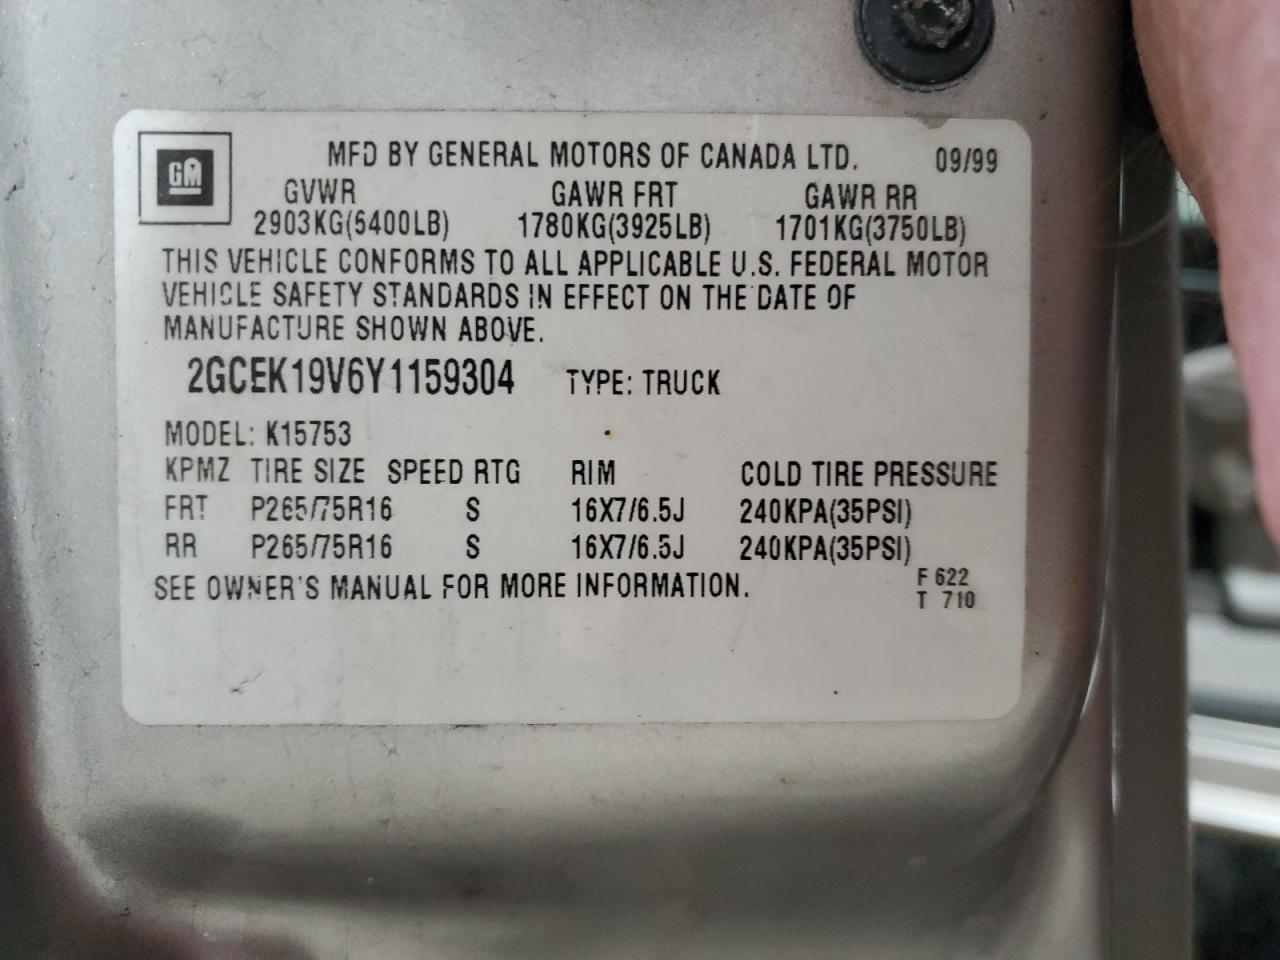 GM
MFD BY GENERAL MOTORS OF CANADA LTD. 09/99
GVWR GAWR FRT GAWR RR
2903KG(6400LB) 1780KG(3925LB) 1701KG(3750LB)
THIS VEHICLE CONFORMS TO ALL APPLICABLE U.S. FEDERAL MOTOR
VEHICLE SAFETY STANDARDS IN EFFECT ON THE DATE OF
MANUFACTURE SHOWN ABOVE.
2GCEK19V6Y1159304 TYPE: TRUCK
MODEL: K15753
KPMZ TIRE SIZE SPEED RTG RIM COLD TIRE PRESSURE
FRT P265/75R16 S 16X7/6.5J 240KPA(35PSI)
RR P265/75R16 S 16X7/6.5J 240KPA(35PSI)
SEE OWNER'S MANUAL FOR MORE INFORMATION.
F 622
T 710